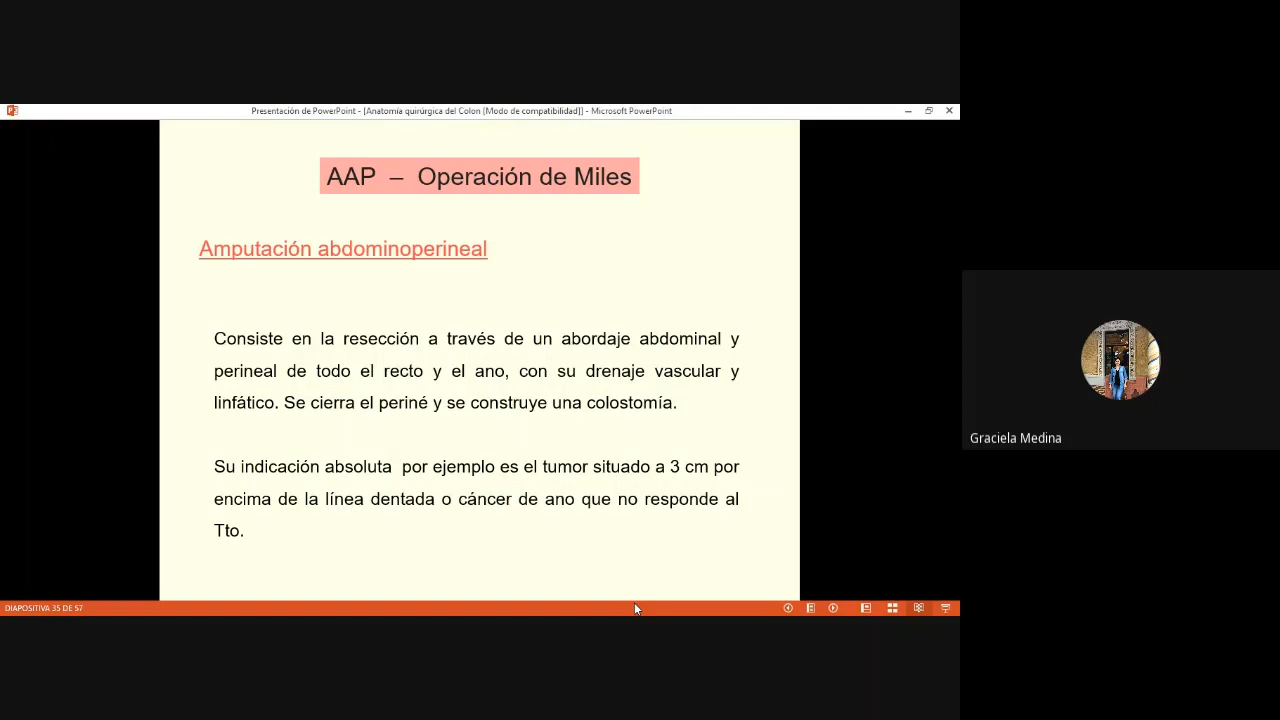 Presentación de PowerPoint - [Anatomía quirúrgica del Colon [Modo de compatibilidad]] - Microsoft PowerPoint
AAP – Operación de Miles
Amputación abdominoperineal
Consiste en la resección a través de un abordaje abdominal y
perineal de todo el recto y el ano, con su drenaje vascular y
linfático. Se cierra el periné y se construye una colostomía.
Su indicación absoluta por ejemplo es el tumor situado a 3 cm por
encima de la línea dentada o cáncer de ano que no responde al
Tto.
Graciela Medina
DIAPOSITIVA 35 DE 57